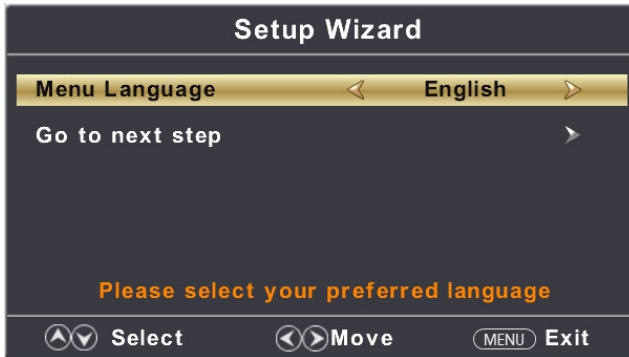 Setup Wizard
Menu Language English
Go to next step
Please select your preferred language
Select Move MENU Exit